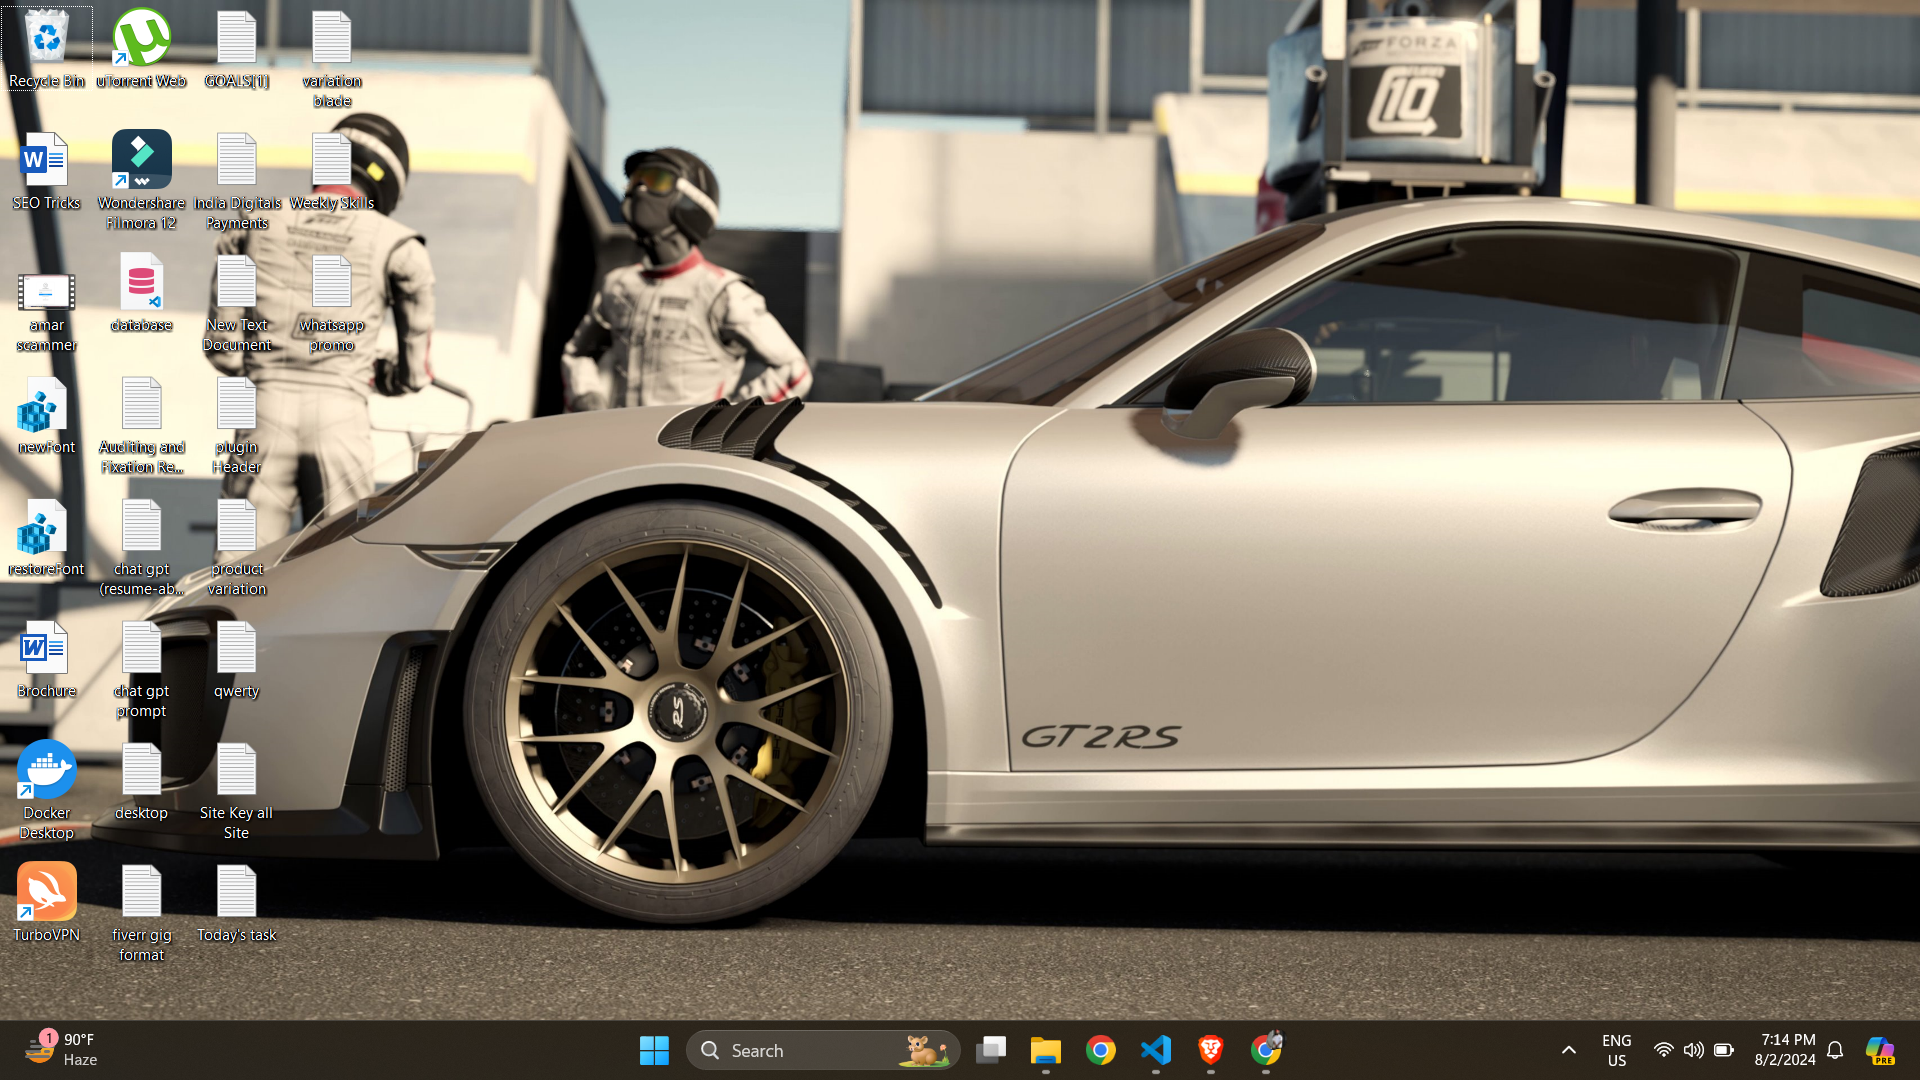 Recycle Bin
uTorrent Web
GOALS[1]
variation
blade
SEO Tricks
Wondershare
Filmora 12
India Digitals
Payments
Weekly Skills
amar
scammer
database
New Text
Document
whatsapp
promo
newFont
Auditing and
Fixation Re...
plugin
Header
restoreFont
chat gpt
(resume-ab...
product
variation
Brochure
chat gpt
prompt
qwerty
Docker
Desktop
desktop
Site Key all
Site
TurboVPN
fiverr gig
format
Today's task
FORZA
10
FORZA
RS
GT2RS
1
90°F
Haze
Search
ENG
US
7:14 PM
8/2/2024
PRE